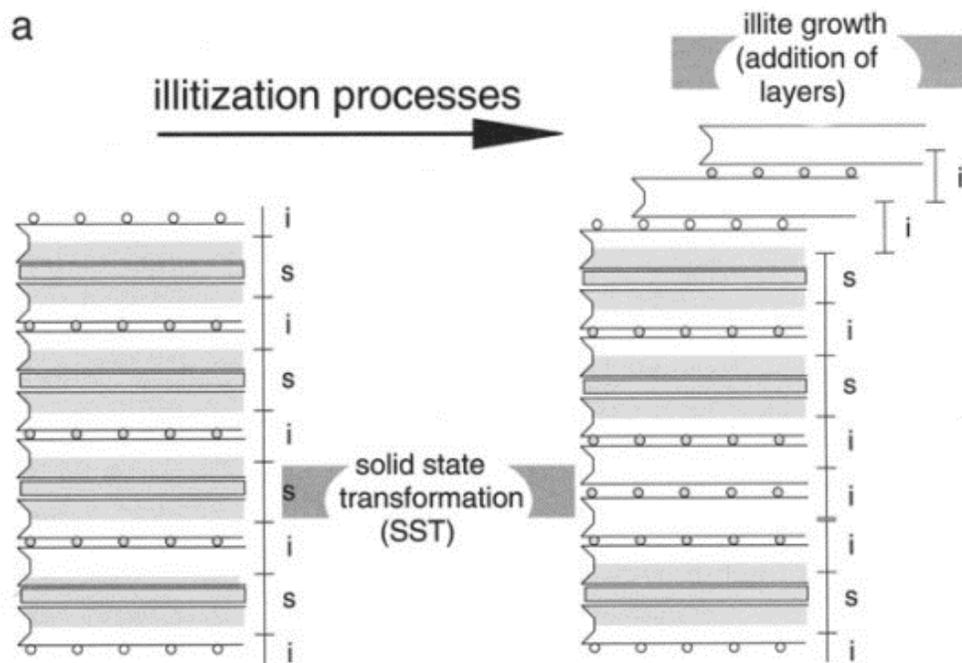 a
illitization processes
illite growth
(addition of
layers)
i
s
i
s
i
s
i
s
i
solid state
transformation
(SST)
i
i
s
i
s
i
i
i
s
i